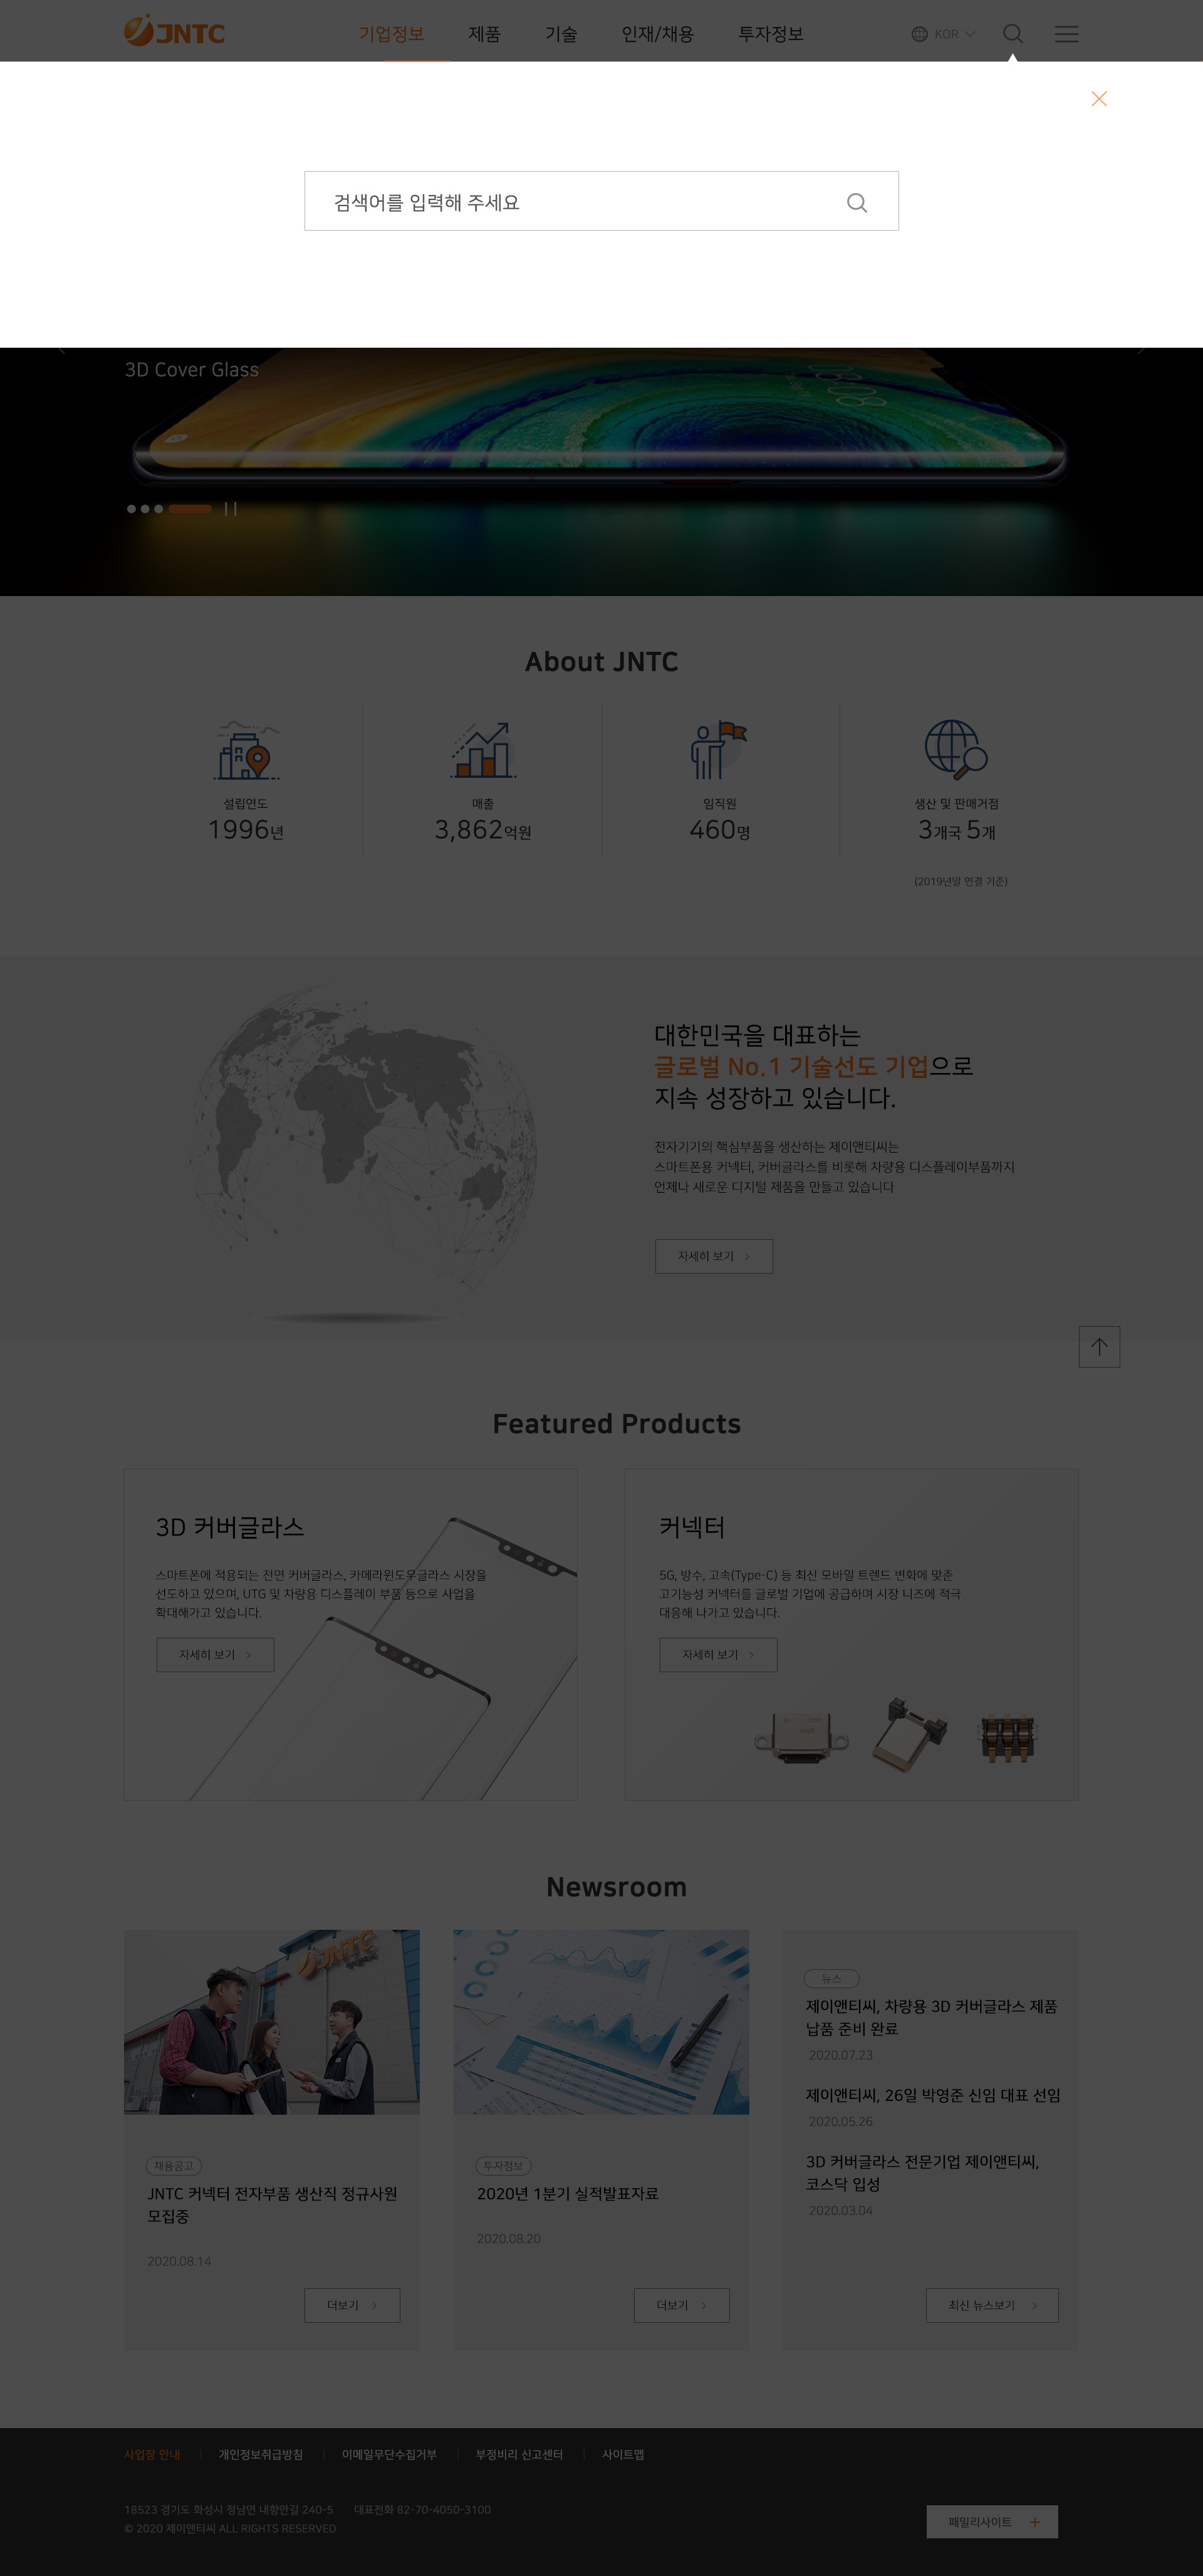 JNTC
기업정보 제품 기술 인재/채용 투자정보 KOR
검색어를 입력해 주세요
3D Cover Glass
About JNTC
설립연도
1996년
매출
3,862억원
임직원
460명
생산 및 판매거점
3개국 5개
(2019년말 연결 기준)
대한민국을 대표하는
글로벌 No.1 기술선도 기업으로
지속 성장하고 있습니다.
전자기기의 핵심부품을 생산하는 제이앤티씨는
스마트폰용 커넥터, 커버글라스를 비롯해 차량용 디스플레이부품까지
언제나 새로운 디지털 제품을 만들고 있습니다
자세히 보기
Featured Products
3D 커버글라스
스마트폰에 적용되는 전면 커버글라스, 카메라윈도우글라스 시장을
선도하고 있으며, UTG 및 차량용 디스플레이 부품 등으로 사업을
확대해가고 있습니다.
자세히 보기
커넥터
5G, 방수, 고속(Type-C) 등 최신 모바일 트렌드 변화에 맞춘
고기능성 커넥터를 글로벌 기업에 공급하며 시장 니즈에 적극
대응해 나가고 있습니다.
자세히 보기
Newsroom
JNTC
채용공고
JNTC 커넥터 전자부품 생산직 정규사원
모집중
2020.08.14
더보기
투자정보
2020년 1분기 실적발표자료
2020.08.20
더보기
뉴스
제이앤티씨, 차량용 3D 커버글라스 제품
납품 준비 완료
2020.07.23
제이앤티씨, 26일 박영준 신임 대표 선임
2020.05.26
3D 커버글라스 전문기업 제이앤티씨,
코스닥 입성
2020.03.04
최신 뉴스보기
사업장 안내 개인정보취급방침 이메일무단수집거부 부정비리 신고센터 사이트맵
18523 경기도 화성시 정남면 내향안길 240-5 대표전화 82-70-4050-3100
© 2020 제이앤티씨 ALL RIGHTS RESERVED
패밀리사이트